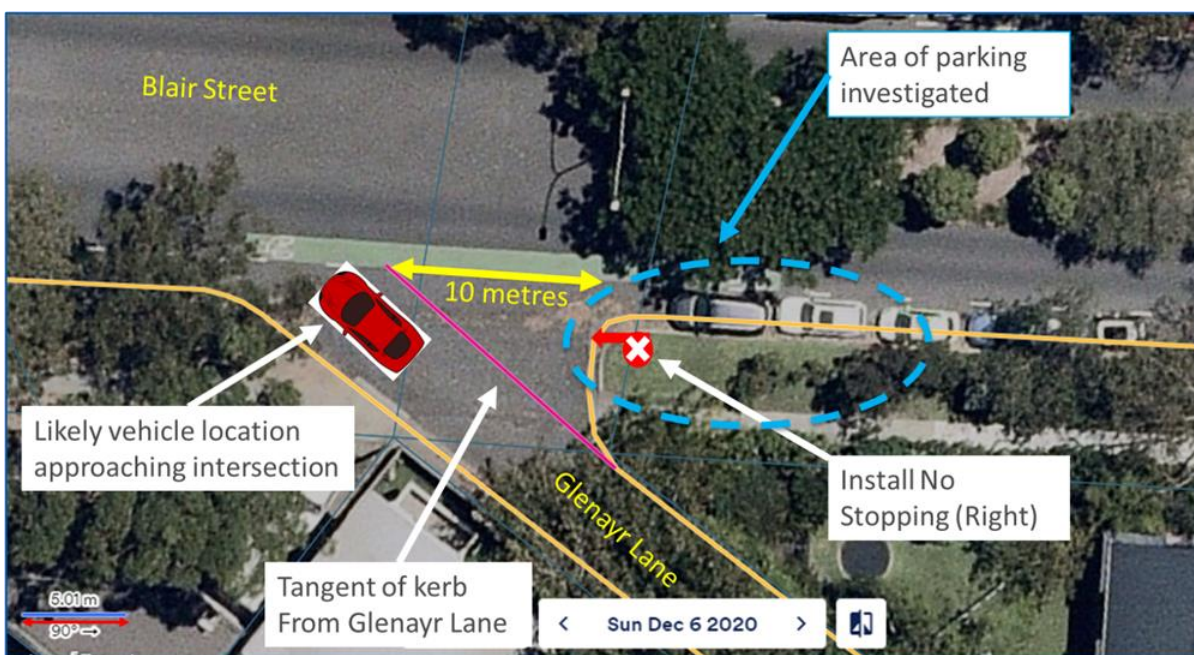 Blair Street
Area of parking
investigated
10 metres
Likely vehicle location
approaching intersection
Install No
Stopping (Right)
Glenayr Lane
Tangent of kerb
From Glenayr Lane
5.01 m
90° →
< Sun Dec 6 2020 >